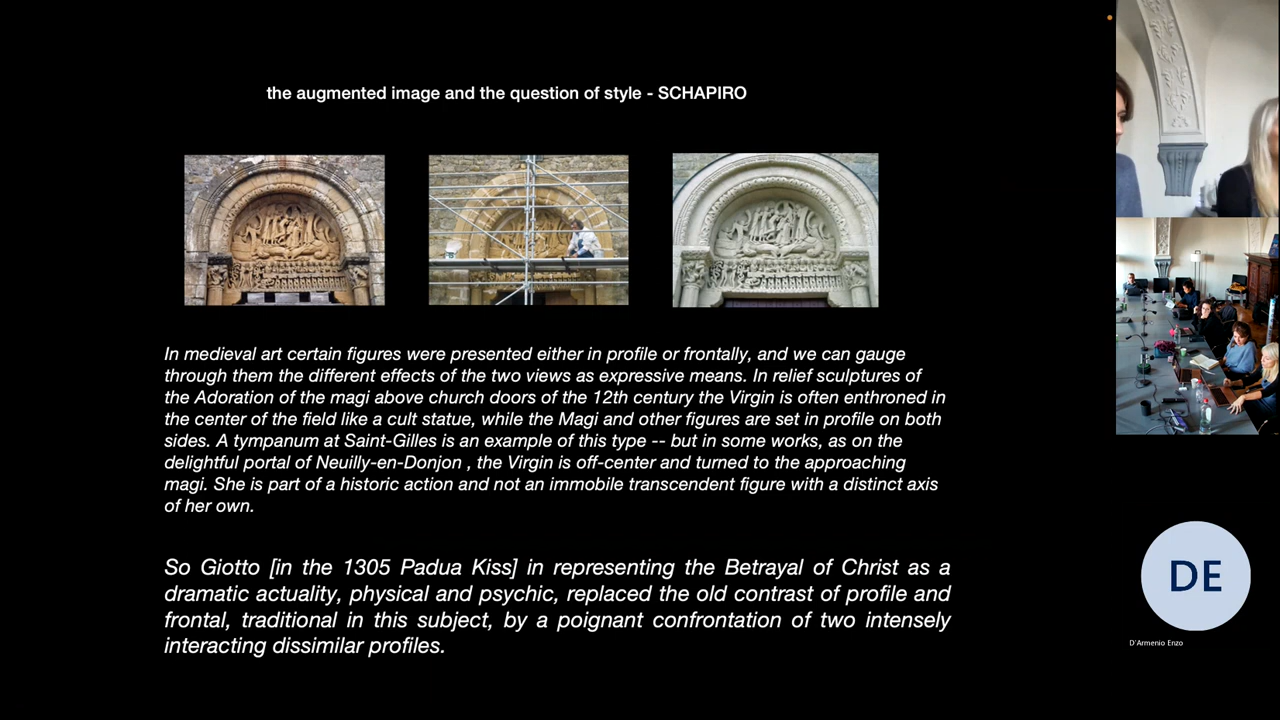 the augmented image and the question of style - SCHAPIRO
In medieval art certain figures were presented either in profile or frontally, and we can gauge
through them the different effects of the two views as expressive means. In relief sculptures of
the Adoration of the magi above church doors of the 12th century the Virgin is often enthroned in
the center of the field like a cult statue, while the Magi and other figures are set in profile on both
sides. A tympanum at Saint-Gilles is an example of this type -- but in some works, as on the
delightful portal of Neuilly-en-Donjon , the Virgin is off-center and turned to the approaching
magi. She is part of a historic action and not an immobile transcendent figure with a distinct axis
of her own.
So Giotto [in the 1305 Padua Kiss] in representing the Betrayal of Christ as a
dramatic actuality, physical and psychic, replaced the old contrast of profile and
frontal, traditional in this subject, by a poignant confrontation of two intensely
interacting dissimilar profiles.
DE
D'Armenio Enzo